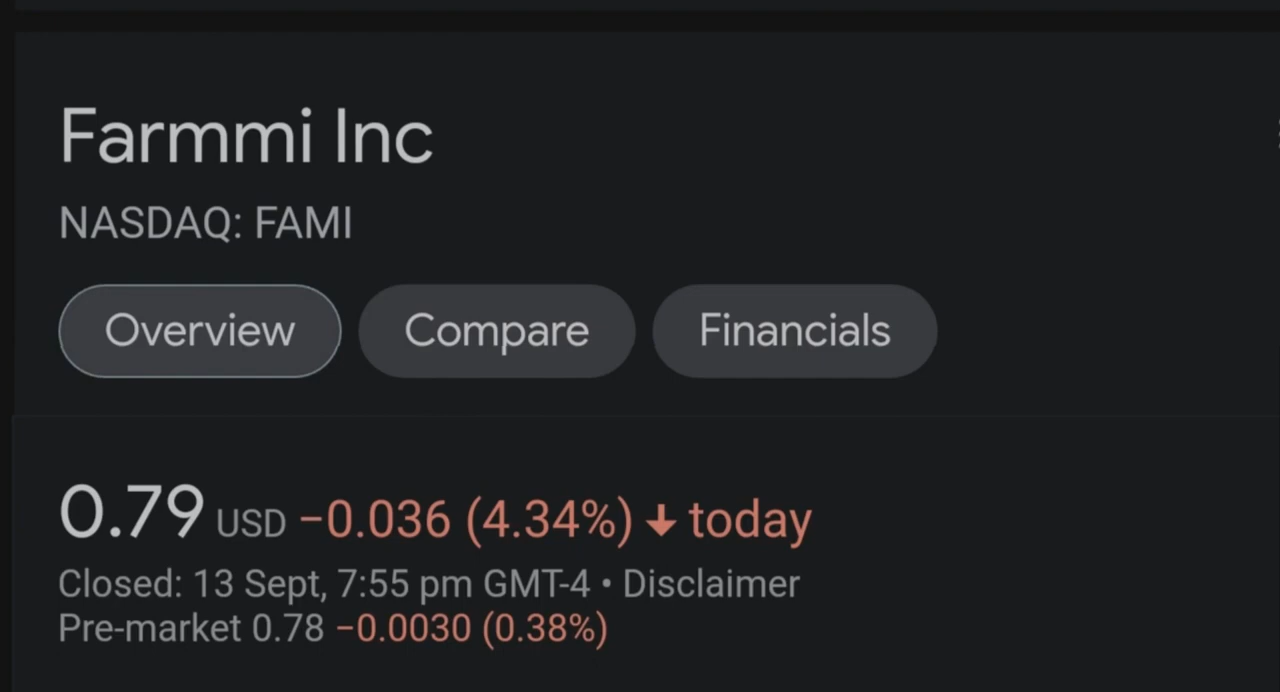 Farmmi Inc
NASDAQ: FAMI
Overview Compare Financials
0.79 USD −0.036 (4.34%) ↓ today
Closed: 13 Sept, 7:55 pm GMT-4 • Disclaimer
Pre-market 0.78 −0.0030 (0.38%)